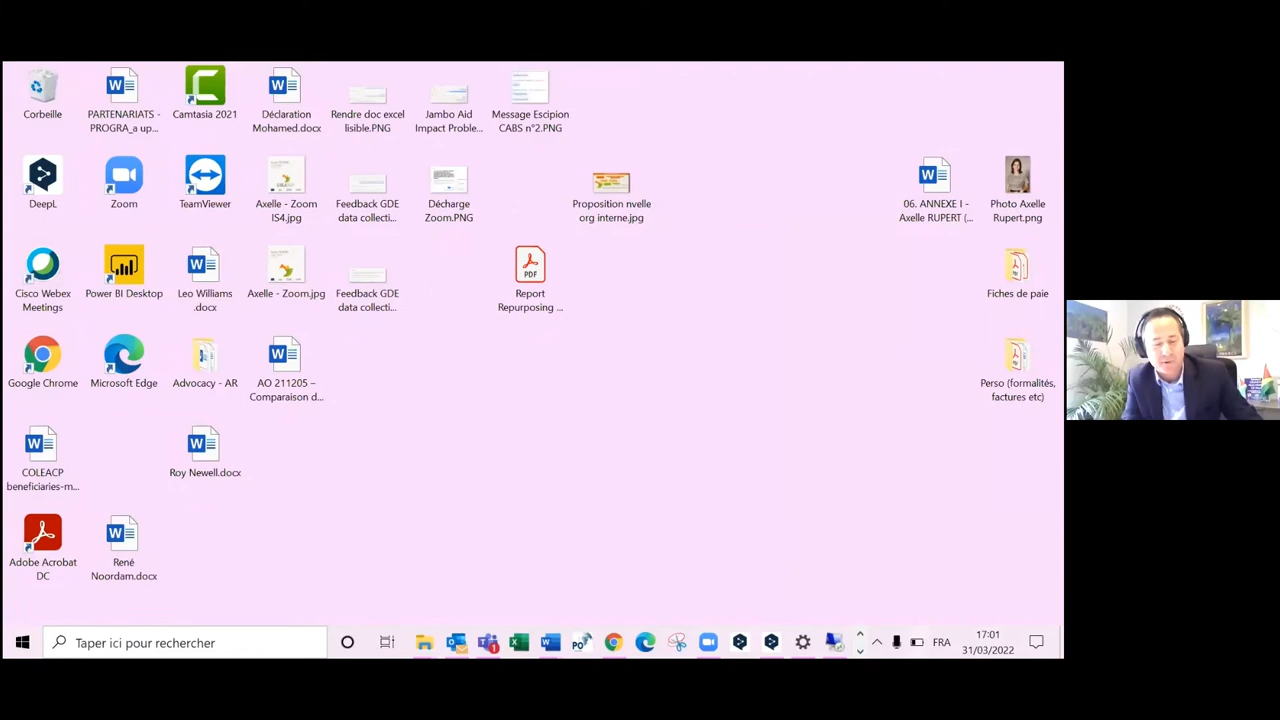 Corbeille
PARTENARIATS -
PROGRA_a up...
Camtasia 2021
Déclaration
Mohamed.docx
Rendre doc excel
lisible.PNG
Jambo Aid
Impact Proble...
Message Escipion
CABS n°2.PNG
DeepL
Zoom
TeamViewer
Axelle - Zoom
IS4.jpg
Feedback GDE
data collecti...
Décharge
Zoom.PNG
Proposition nvelle
org interne.jpg
06. ANNEXE I -
Axelle RUPERT (...
Photo Axelle
Rupert.png
Cisco Webex
Meetings
Power BI Desktop
Leo Williams
.docx
Axelle - Zoom.jpg
Feedback GDE
data collecti...
PDF
Report
Repurposing ...
Fiches de paie
Google Chrome
Microsoft Edge
Advocacy - AR
AO 211205 –
Comparaison d...
Perso (formalités,
factures etc)
COLEACP
beneficiaries-m...
Roy Newell.docx
Adobe Acrobat
DC
René
Noordam.docx
Taper ici pour rechercher
FRA
17:01
31/03/2022